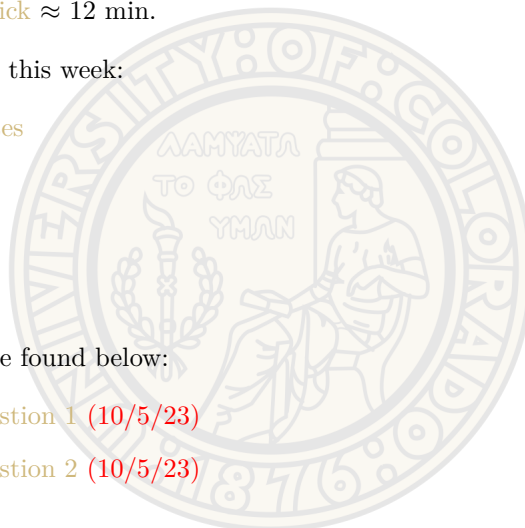 ick ≈ 12 min.
this week:
es
e found below:
stion 1 (10/5/23)
stion 2 (10/5/23)
UNIVERSITY:OF:COLORADO:
1876
ΛΑΜΨΑΤΩ
ΤΟ ΦΩΣ
ΥΜΩΝ